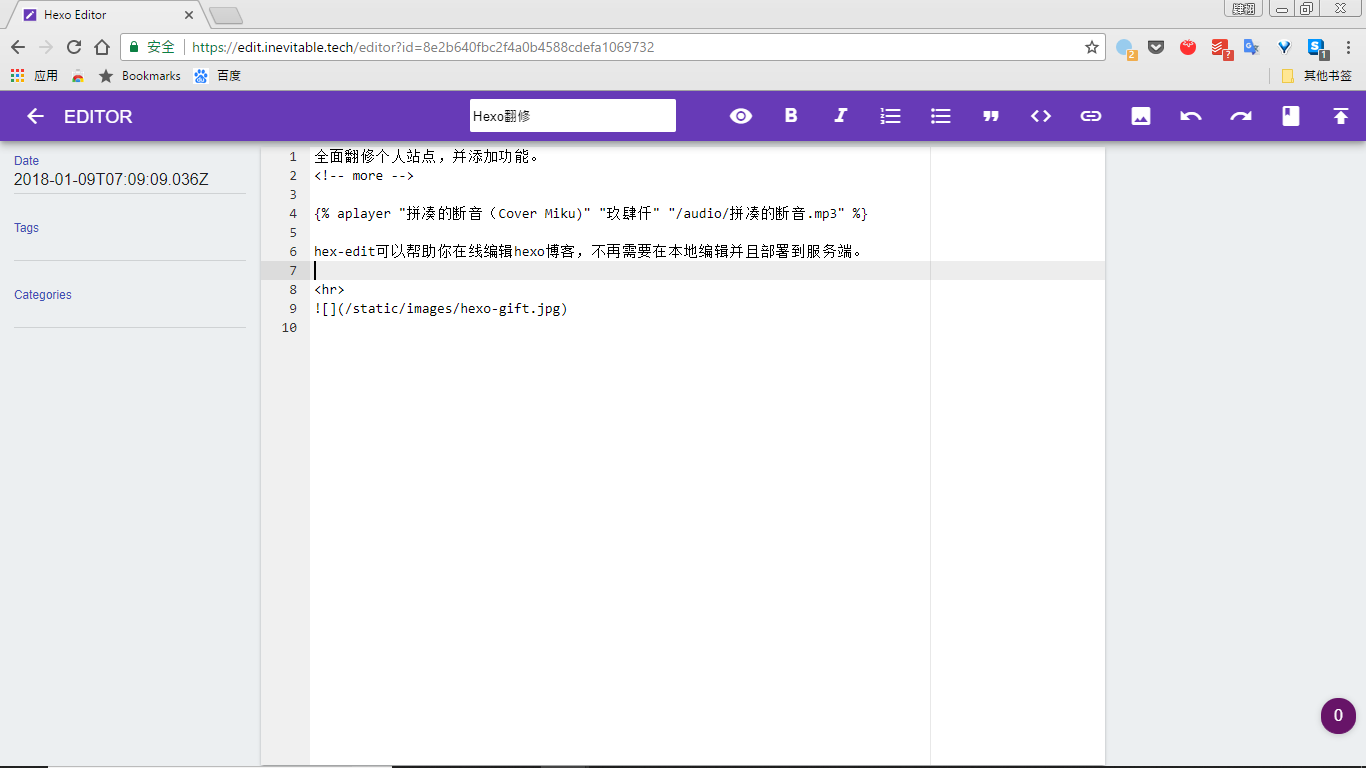 Hexo Editor
肆翔
安全 https://edit.inevitable.tech/editor?id=8e2b640fbc2f4a0b4588cdefa1069732
2
?
1
应用
Bookmarks
百度
其他书签
EDITOR
Hexo翻修
Date
2018-01-09T07:09:09.036Z
Tags
Categories
1 全面翻修个人站点，并添加功能。
2 <!-- more -->
3
4 {% aplayer "拼凑的断音（Cover Miku)" "玖肆仟" "/audio/拼凑的断音.mp3" %}
5
6 hex-edit可以帮助你在线编辑hexo博客，不再需要在本地编辑并且部署到服务端。
7
8 <hr>
9 ![](/static/images/hexo-gift.jpg)
10
0